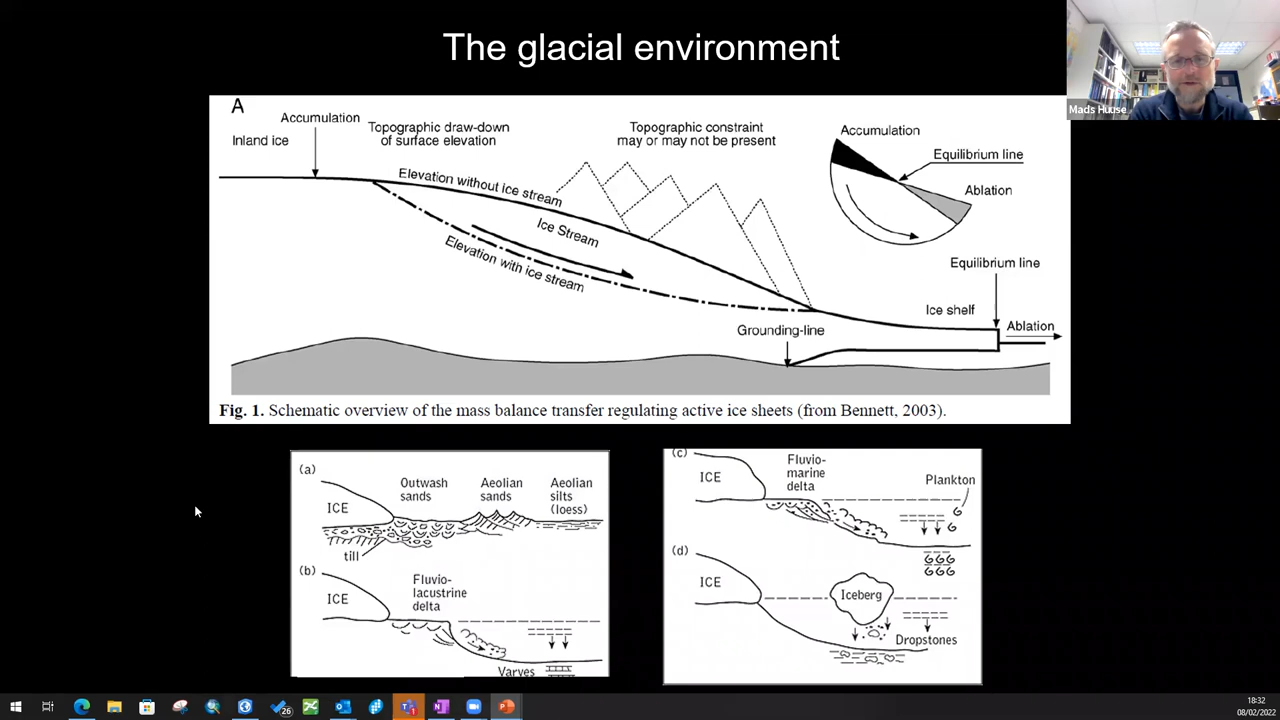 The glacial environment
Mads Huuse
A
Accumulation
Inland ice
Topographic draw-down
of surface elevation
Topographic constraint
may or may not be present
Accumulation
Equilibrium line
Ablation
Elevation without ice stream
Ice Stream
Elevation with ice stream
Equilibrium line
Ice shelf
Ablation
Grounding-line
Fig. 1. Schematic overview of the mass balance transfer regulating active ice sheets (from Bennett, 2003).
(a)
ICE
Outwash
sands
Aeolian
sands
Aeolian
silts
(loess)
till
(b)
ICE
Fluvio-
lacustrine
delta
Varves
(c)
ICE
Fluvio-
marine
delta
Plankton
(d)
ICE
Iceberg
Dropstones
26
18:32
08/02/2022